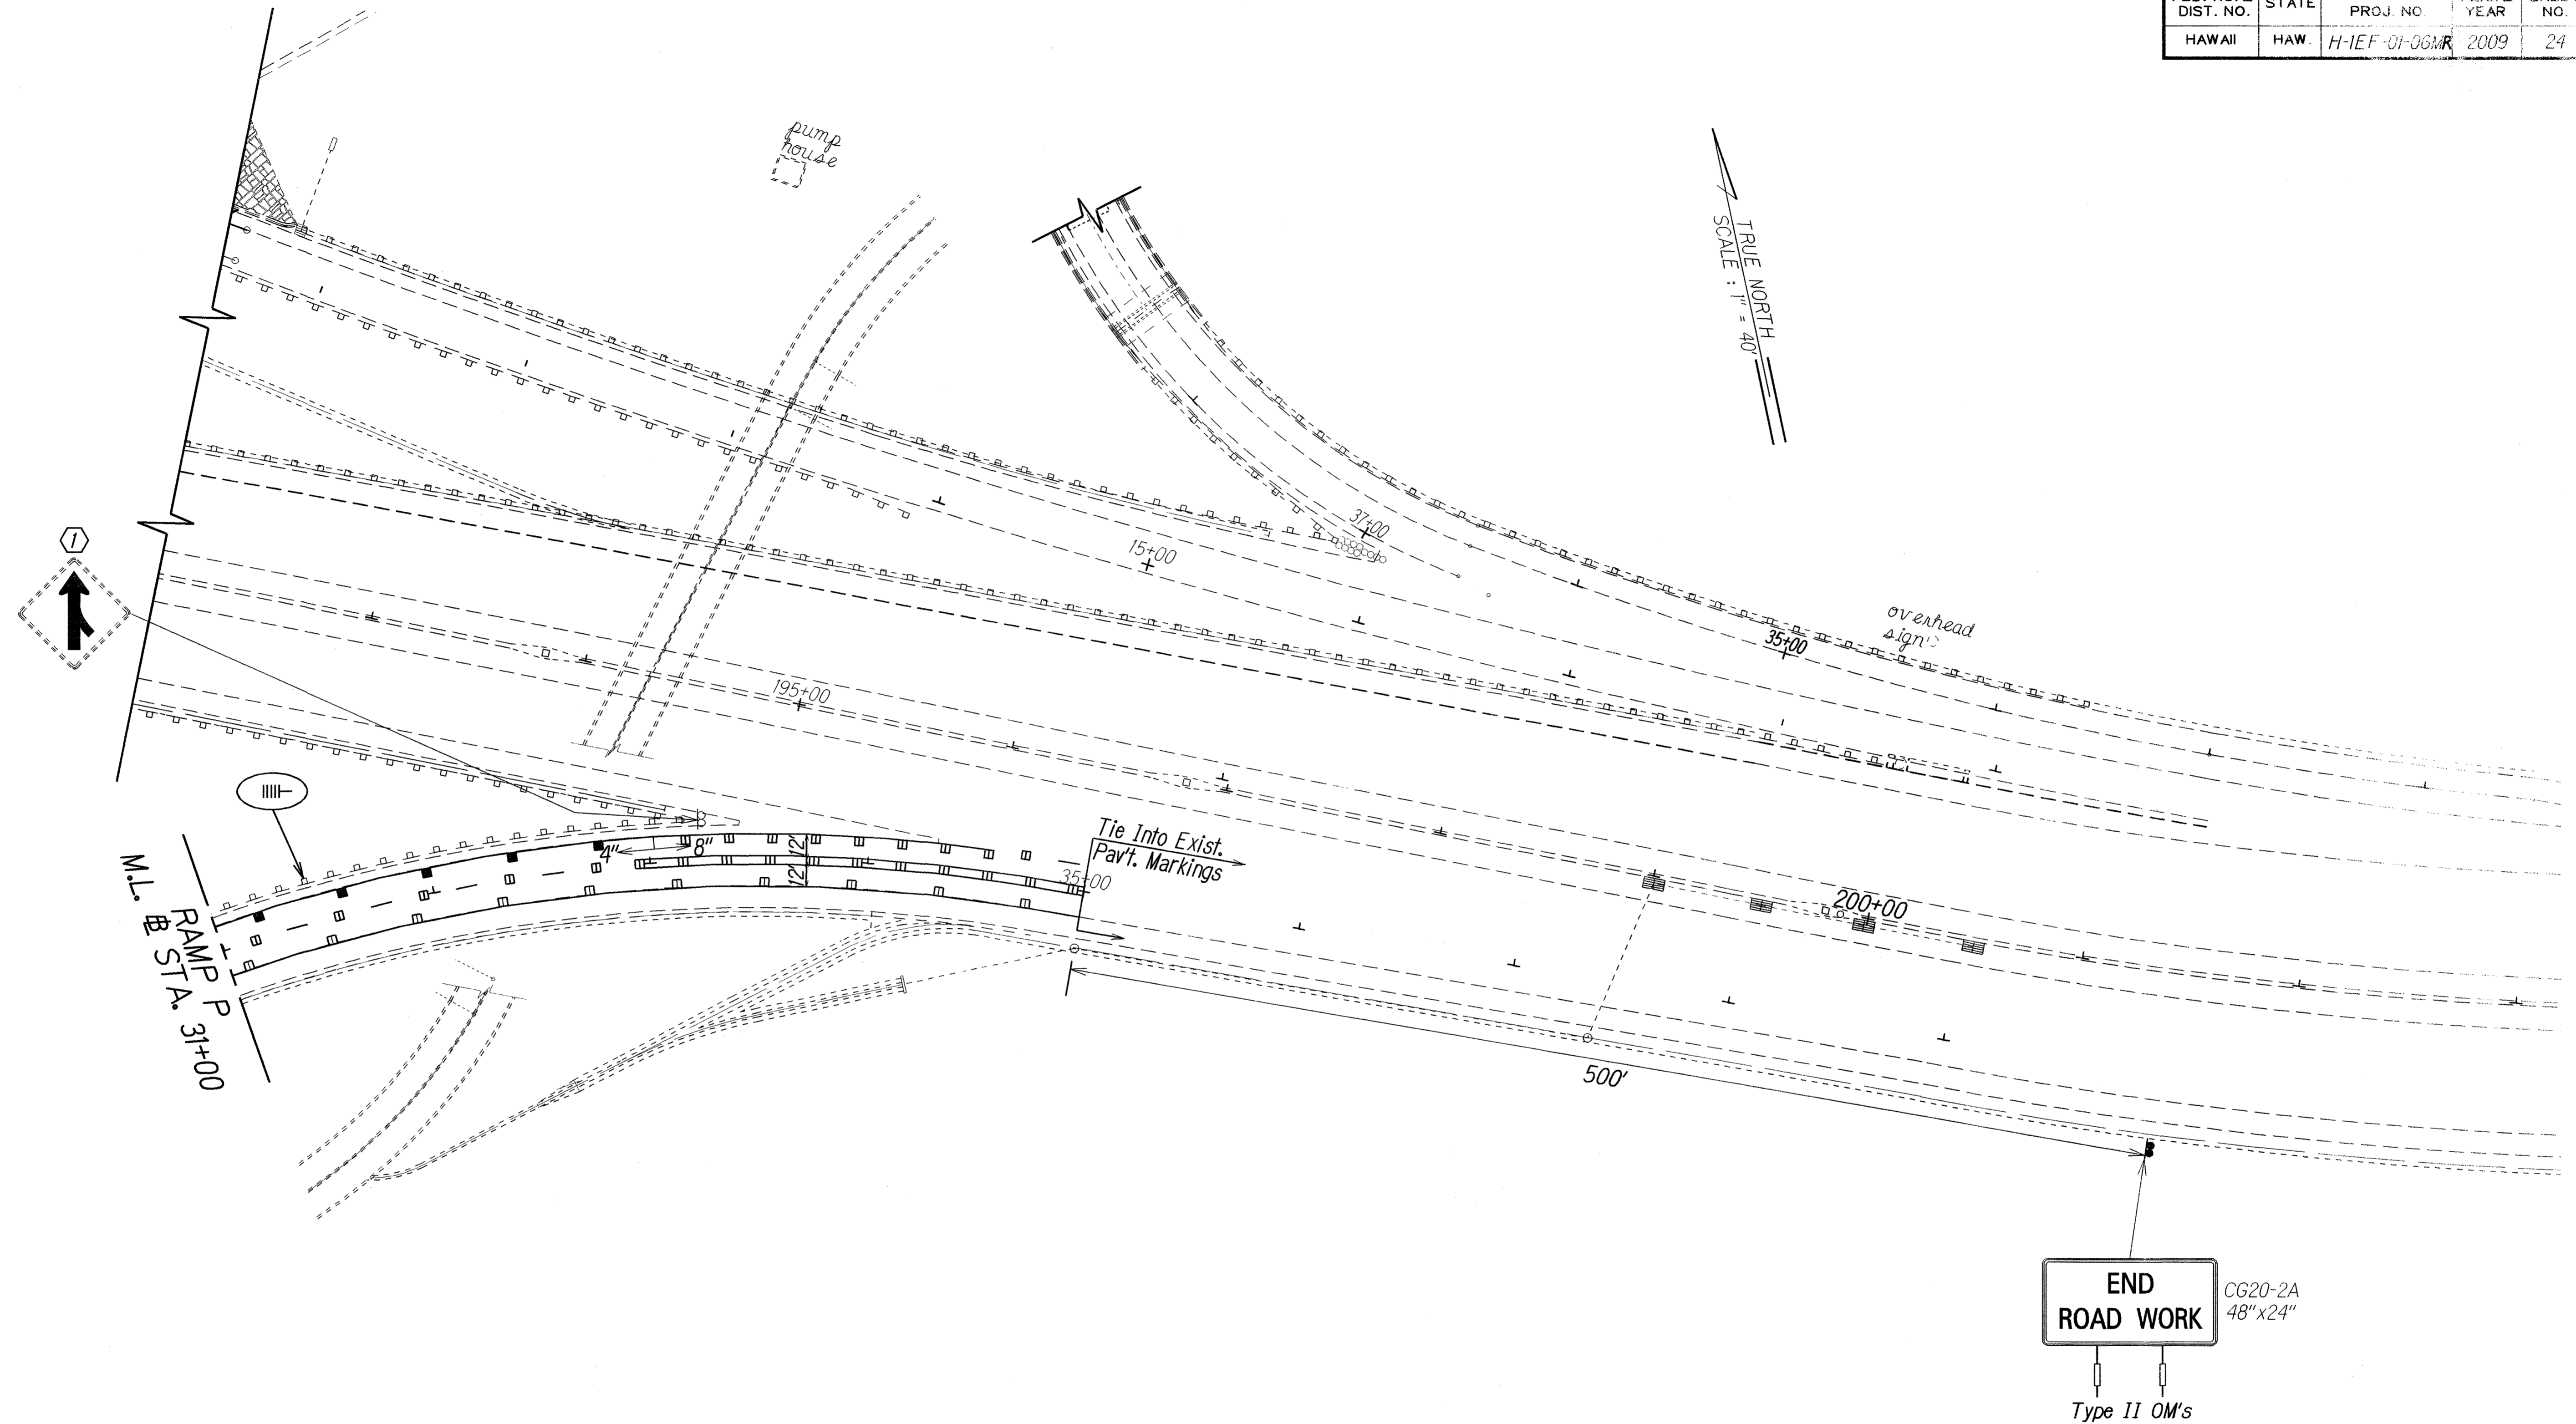 DIST. NO.
STATE
PROJ. NO.
YEAR
NO.
HAWAII
HAW.
H-1EF-01-06MR
2009
24
pump
house
TRUE NORTH
SCALE : 1" = 40'
37+00
15+00
1
overhead
sign
35+00
195+00
Tie Into Exist.
Pav't. Markings
4"
8"
12'
12'
35+00
200+00
M.L.
RAMP P
STA. 31+00
500'
END
ROAD WORK
CG20-2A
48"x24"
Type II OM's